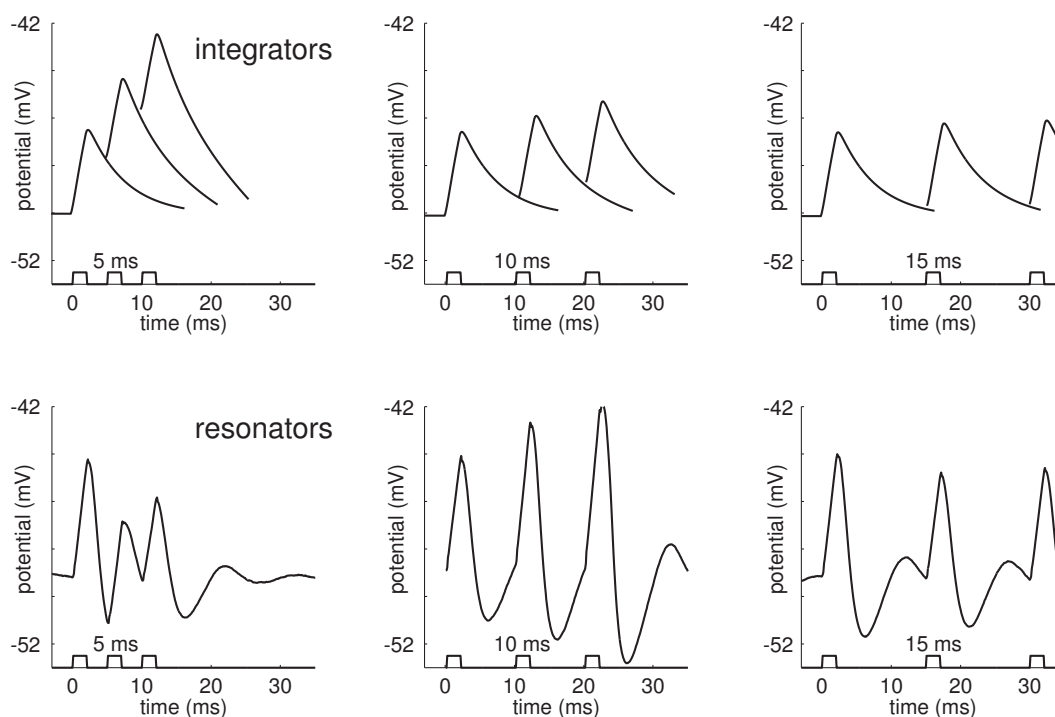 -42
integrators
potential (mV)
-52
5 ms
0 10 20 30
time (ms)
-42
potential (mV)
-52
10 ms
0 10 20 30
time (ms)
-42
potential (mV)
-52
15 ms
0 10 20 30
time (ms)
-42
resonators
potential (mV)
-52
5 ms
0 10 20 30
time (ms)
-42
potential (mV)
-52
10 ms
0 10 20 30
time (ms)
-42
potential (mV)
-52
15 ms
0 10 20 30
time (ms)